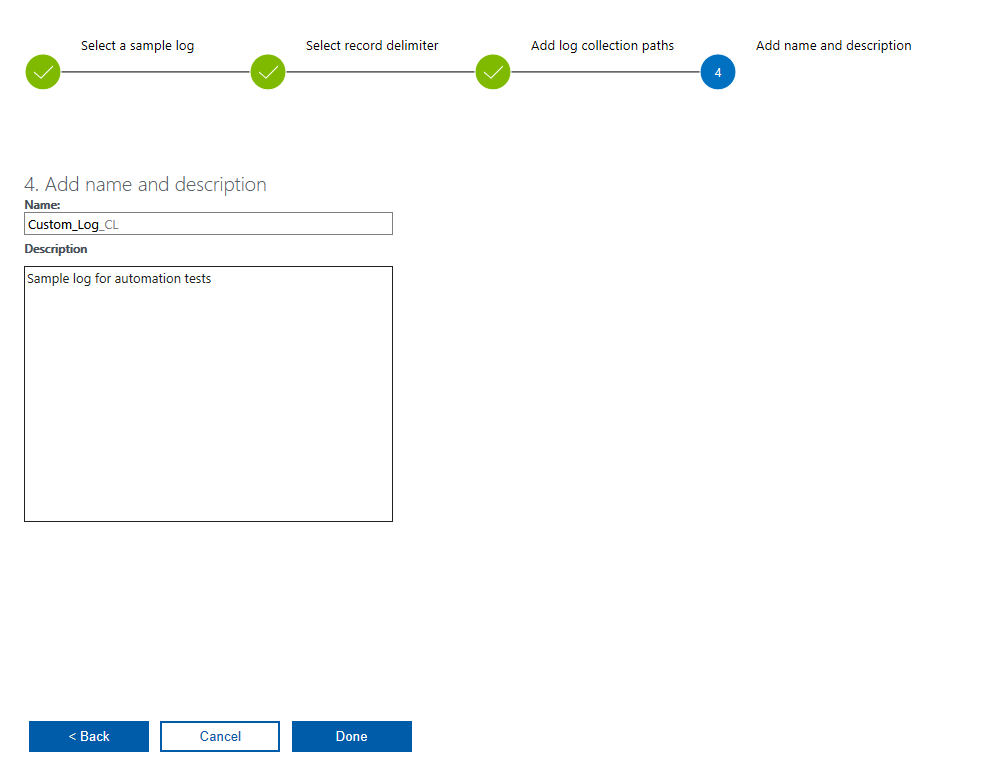 Select a sample log
Select record delimiter
Add log collection paths
Add name and description
4
4. Add name and description
Name:
Custom_Log_CL
Description
Sample log for automation tests
< Back
Cancel
Done